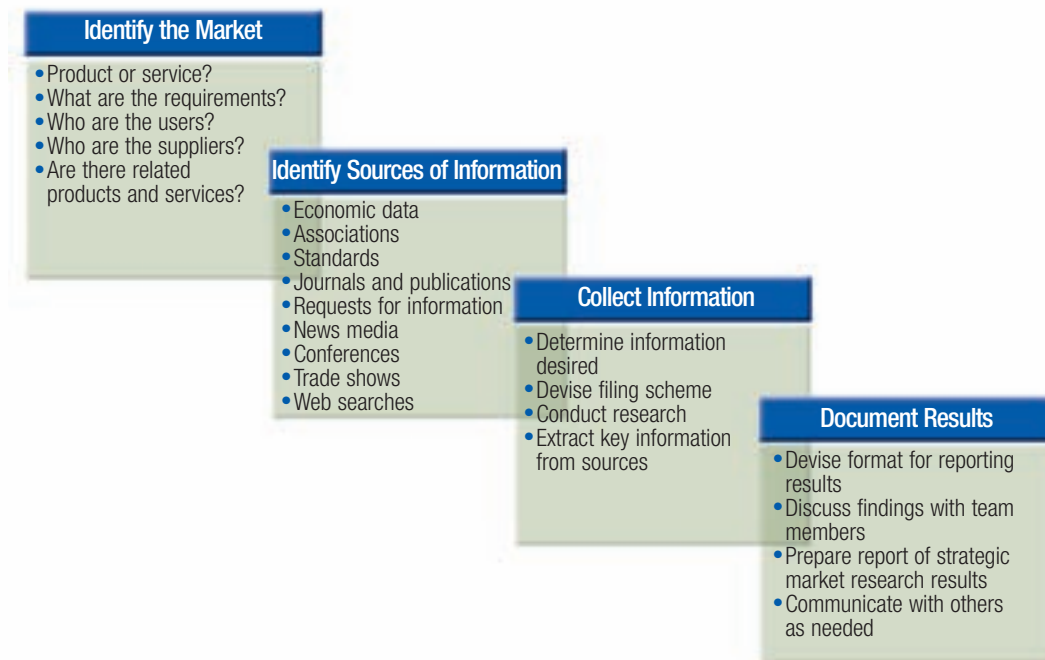 Identify the Market
•Product or service?
•What are the requirements?
•Who are the users?
•Who are the suppliers?
•Are there related
products and services?
Identify Sources of Information
•Economic data
•Associations
•Standards
•Journals and publications
•Requests for information
•News media
•Conferences
•Trade shows
•Web searches
Collect Information
•Determine information
desired
•Devise filing scheme
•Conduct research
•Extract key information
from sources
Document Results
•Devise format for reporting
results
•Discuss findings with team
members
•Prepare report of strategic
market research results
•Communicate with others
as needed